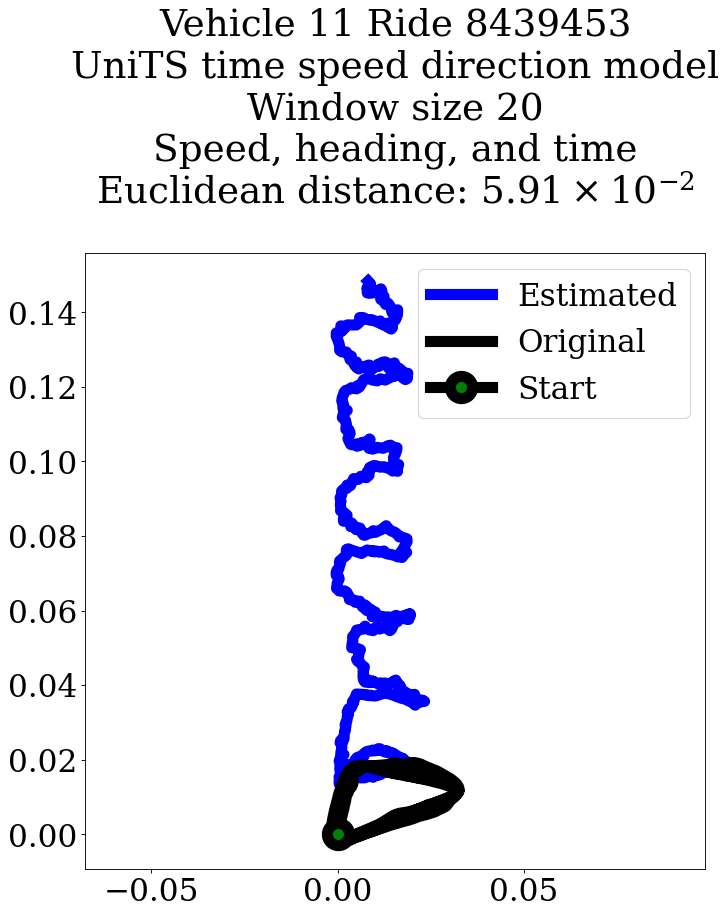 Vehicle 11 Ride 8439453
UniTS time speed direction model
Window size 20
Speed, heading, and time
Euclidean distance: 5.91 × 10⁻²
Estimated
Original
Start
0.14
0.12
0.10
0.08
0.06
0.04
0.02
0.00
−0.05 0.00 0.05